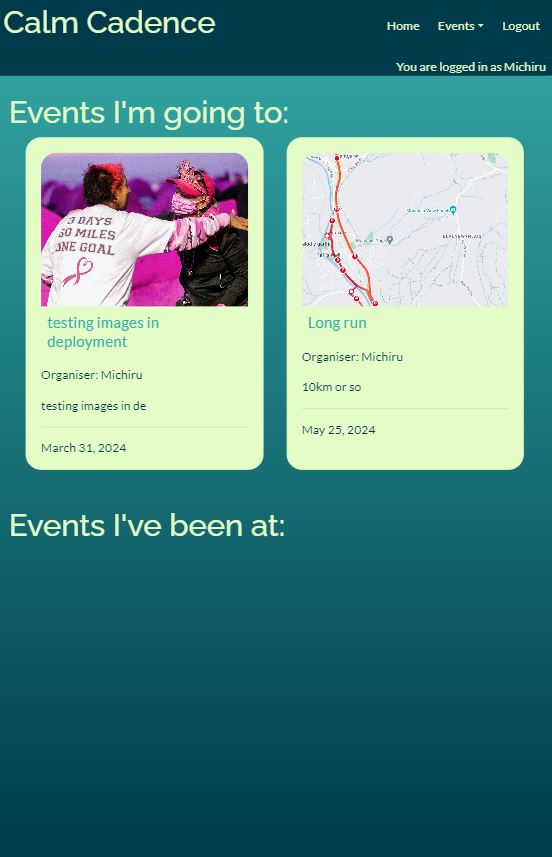 Calm Cadence
Home Events Logout
You are logged in as Michiru
Events I'm going to:
3 DAYS
60 MILES
ONE GOAL
testing images in
deployment
Organiser: Michiru
testing images in de
March 31, 2024
Long run
Organiser: Michiru
10km or so
May 25, 2024
Events I've been at: